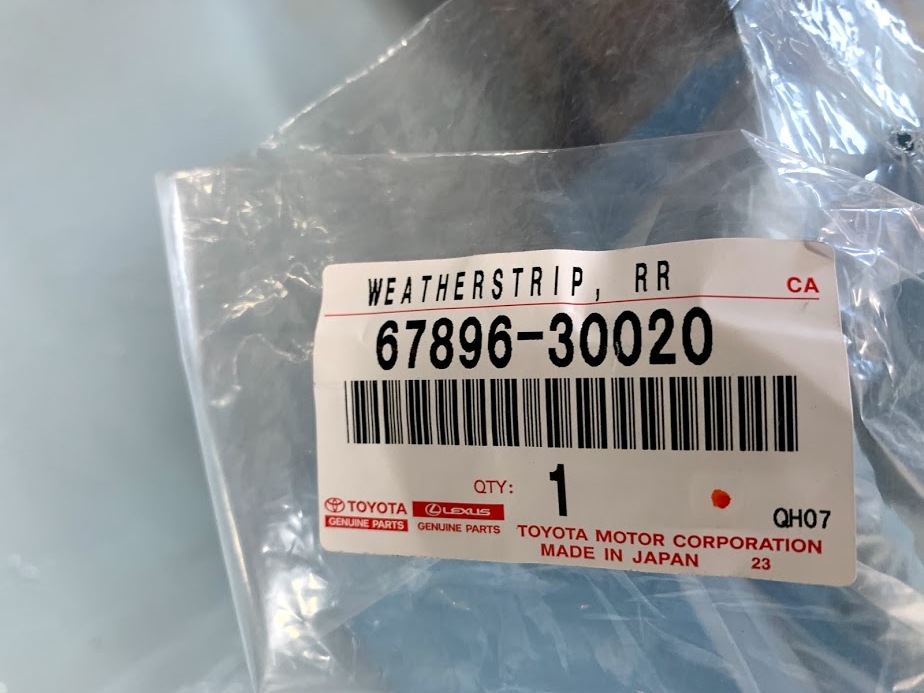 WEATHERSTRIP, RR CA
67896-30020
QTY: 1
TOYOTA LEXUS QH07
GENUINE PARTS GENUINE PARTS TOYOTA MOTOR CORPORATION
MADE IN JAPAN 23